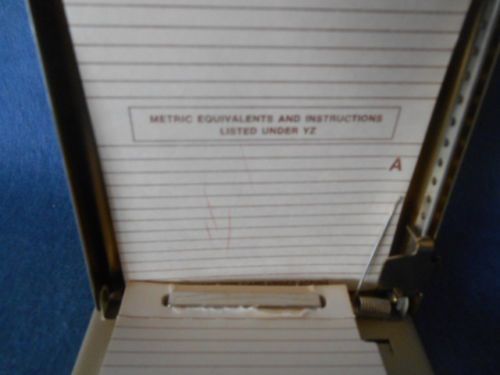 METRIC EQUIVALENTS AND INSTRUCTIONS
LISTED UNDER YZ
A